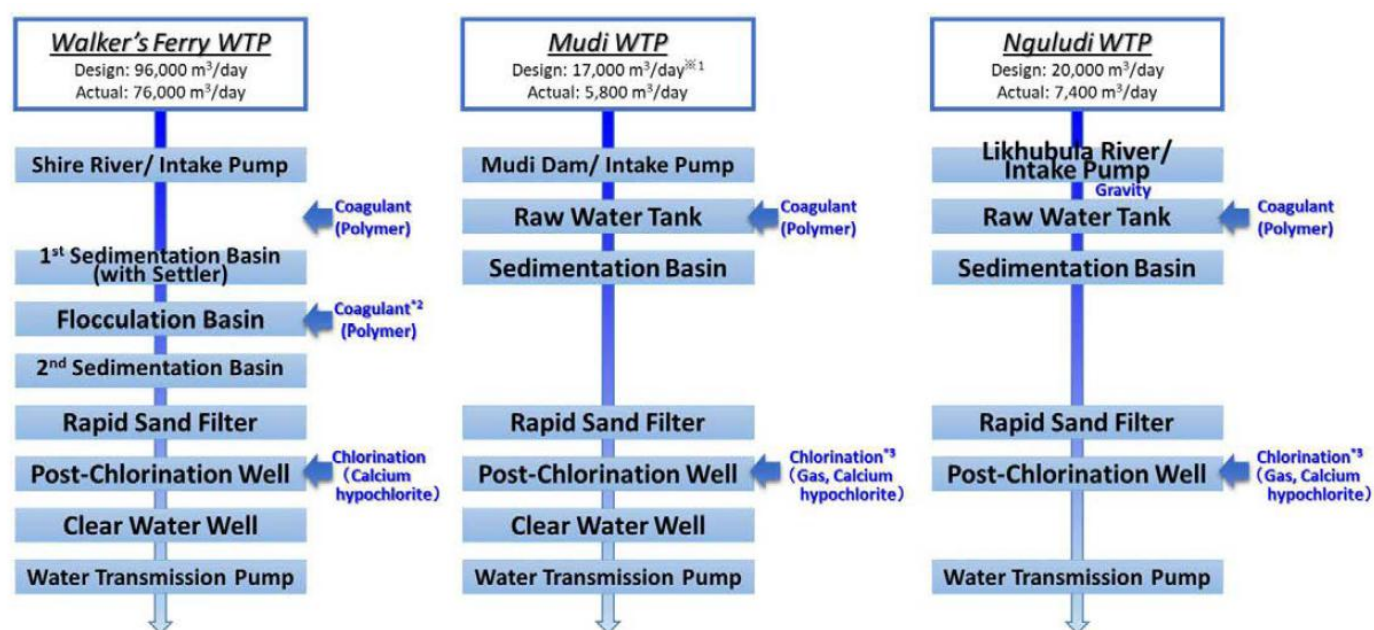 Walker's Ferry WTP
Design: 96,000 m³/day
Actual: 76,000 m³/day
Shire River/ Intake Pump
Coagulant
(Polymer)
1st Sedimentation Basin
(with Settler)
Flocculation Basin
Coagulant*2
(Polymer)
2nd Sedimentation Basin
Rapid Sand Filter
Post-Chlorination Well
Chlorination
(Calcium
hypochlorite)
Clear Water Well
Water Transmission Pump
Mudi WTP
Design: 17,000 m³/day※1
Actual: 5,800 m³/day
Mudi Dam/ Intake Pump
Raw Water Tank
Coagulant
(Polymer)
Sedimentation Basin
Rapid Sand Filter
Post-Chlorination Well
Chlorination*3
(Gas, Calcium
hypochlorite)
Clear Water Well
Water Transmission Pump
Nguludi WTP
Design: 20,000 m³/day
Actual: 7,400 m³/day
Likhubula River/
Intake Pump
Gravity
Raw Water Tank
Coagulant
(Polymer)
Sedimentation Basin
Rapid Sand Filter
Post-Chlorination Well
Chlorination*3
(Gas, Calcium
hypochlorite)
Water Transmission Pump